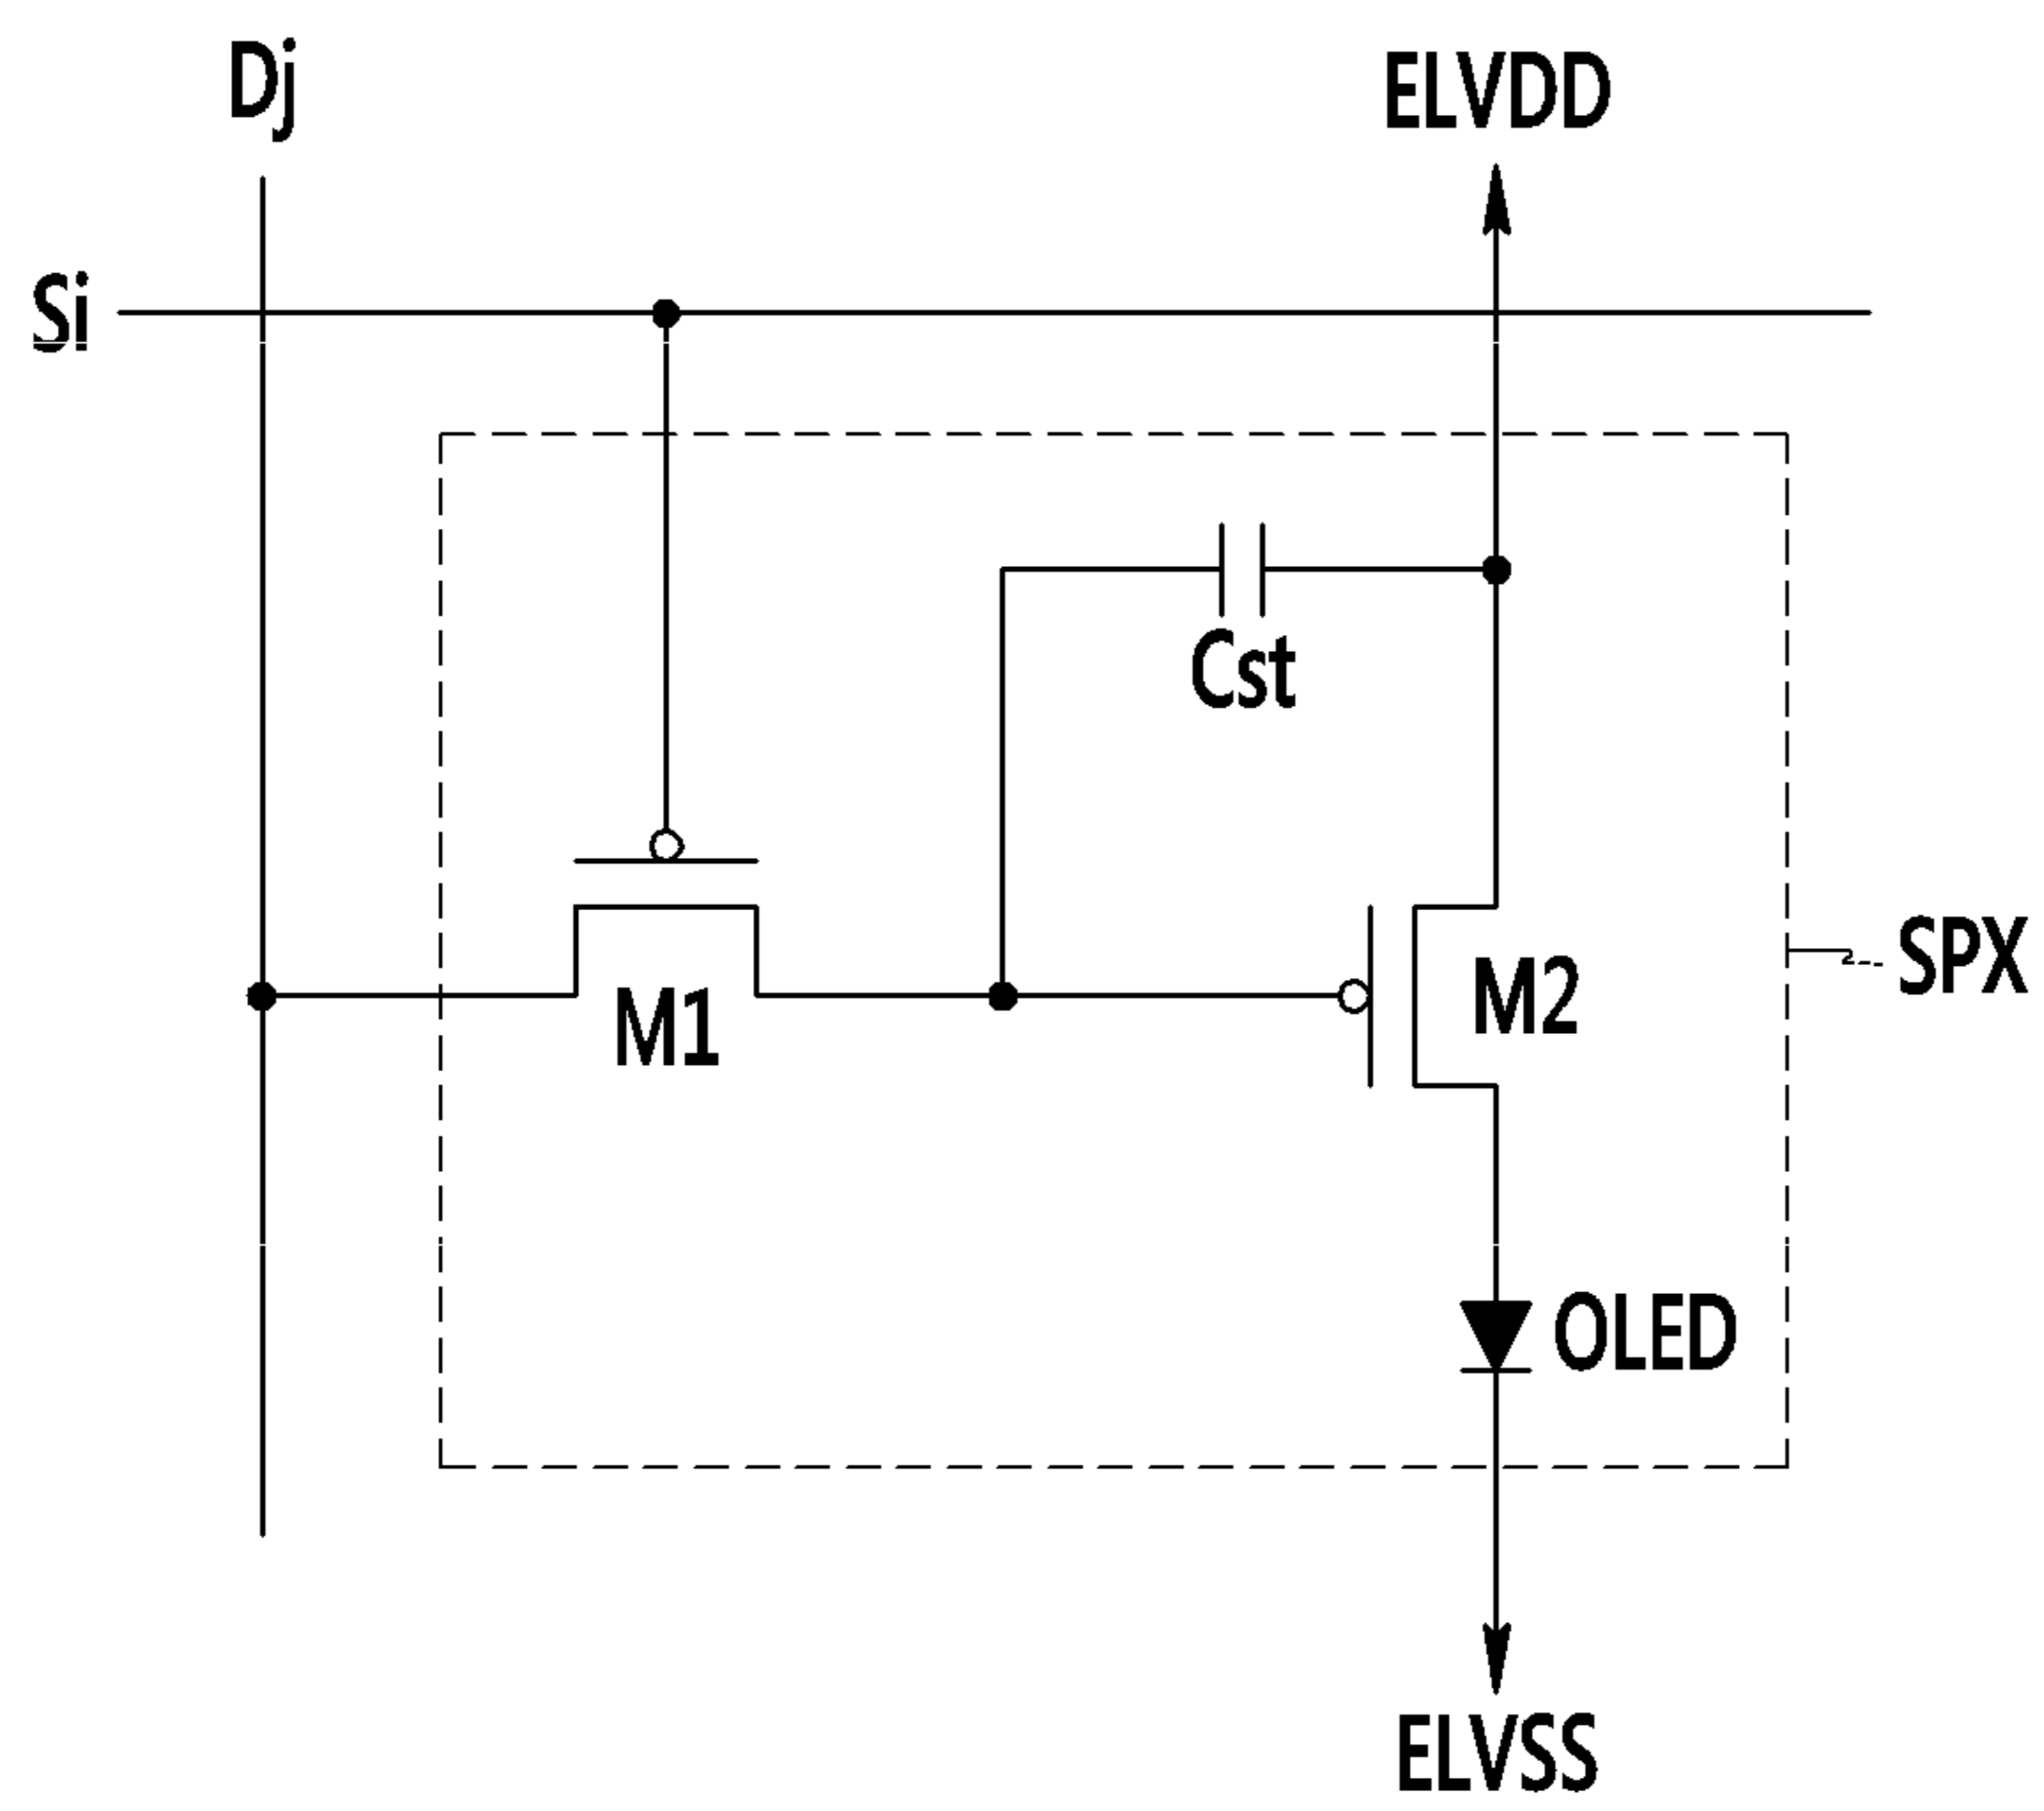 Dj
ELVDD
Si
Cst
M1
M2
SPX
OLED
ELVSS